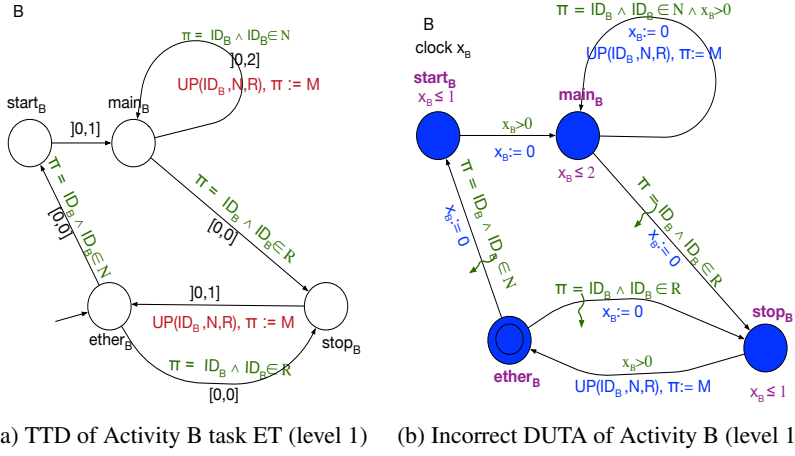 B
π = ID_B ∧ ID_B∈N
]0,2]
UP(ID_B,N,R), π := M
start_B
main_B
]0,1]
π = ID_B ∧ ID_B∈N
[0,0]
π = ID_B ∧ ID_B∈R
[0,0]
]0,1]
UP(ID_B,N,R), π := M
ether_B
stop_B
π = ID_B ∧ ID_B∈R
[0,0]
a) TTD of Activity B task ET (level 1)
B
clock x_B
π = ID_B ∧ ID_B ∈ N ∧ x_B>0
x_B:= 0
UP(ID_B,N,R), π:= M
start_B
x_B ≤ 1
main_B
x_B>0
x_B:= 0
x_B ≤ 2
π = ID_B ∧ ID_B∈N
x_B:= 0
π = ID_B ∧ ID_B∈R
x_B:= 0
π = ID_B ∧ ID_B ∈ R
x_B:= 0
stop_B
ether_B
x_B>0
UP(ID_B,N,R), π:= M
x_B ≤ 1
(b) Incorrect DUTA of Activity B (level 1